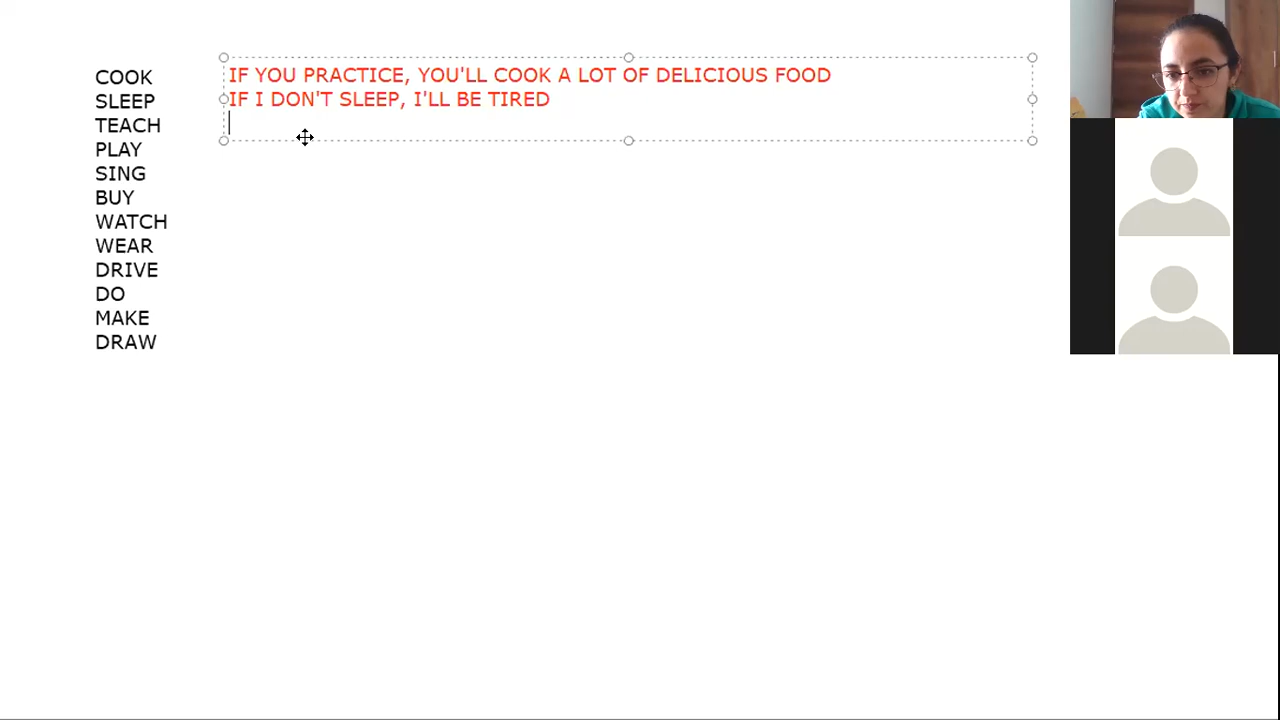 COOK
SLEEP
TEACH
PLAY
SING
BUY
WATCH
WEAR
DRIVE
DO
MAKE
DRAW
IF YOU PRACTICE, YOU'LL COOK A LOT OF DELICIOUS FOOD
IF I DON'T SLEEP, I'LL BE TIRED